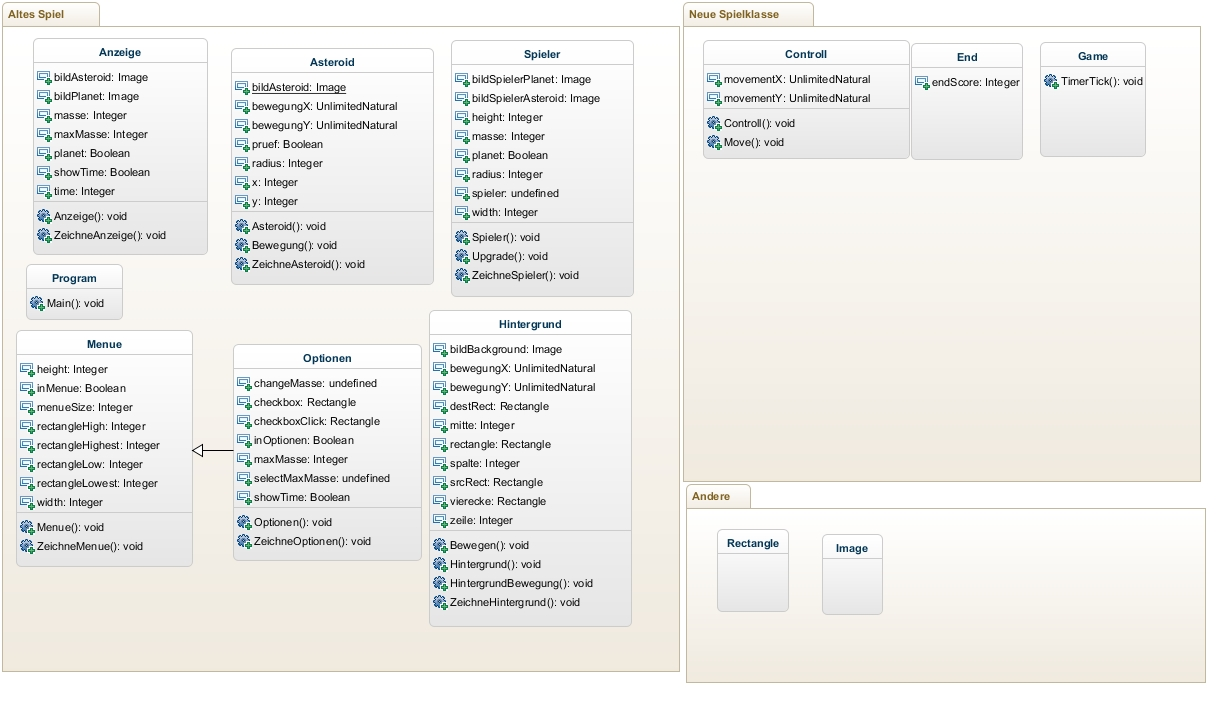 Altes Spiel
Anzeige
bildAsteroid: Image
bildPlanet: Image
masse: Integer
maxMasse: Integer
planet: Boolean
showTime: Boolean
time: Integer
Anzeige(): void
ZeichneAnzeige(): void
Asteroid
bildAsteroid: Image
bewegungX: UnlimitedNatural
bewegungY: UnlimitedNatural
pruef: Boolean
radius: Integer
x: Integer
y: Integer
Asteroid(): void
Bewegung(): void
ZeichneAsteroid(): void
Spieler
bildSpielerPlanet: Image
bildSpielerAsteroid: Image
height: Integer
masse: Integer
planet: Boolean
radius: Integer
spieler: undefined
width: Integer
Spieler(): void
Upgrade(): void
ZeichneSpieler(): void
Program
Main(): void
Menue
height: Integer
inMenue: Boolean
menueSize: Integer
rectangleHigh: Integer
rectangleHighest: Integer
rectangleLow: Integer
rectangleLowest: Integer
width: Integer
Menue(): void
ZeichneMenue(): void
Optionen
changeMasse: undefined
checkbox: Rectangle
checkboxClick: Rectangle
inOptionen: Boolean
maxMasse: Integer
selectMaxMasse: undefined
showTime: Boolean
Optionen(): void
ZeichneOptionen(): void
Hintergrund
bildBackground: Image
bewegungX: UnlimitedNatural
bewegungY: UnlimitedNatural
destRect: Rectangle
mitte: Integer
rectangle: Rectangle
spalte: Integer
srcRect: Rectangle
vierecke: Rectangle
zeile: Integer
Bewegen(): void
Hintergrund(): void
HintergrundBewegung(): void
ZeichneHintergrund(): void
Neue Spielklasse
Controll
movementX: UnlimitedNatural
movementY: UnlimitedNatural
Controll(): void
Move(): void
End
endScore: Integer
Game
TimerTick(): void
Andere
Rectangle
Image